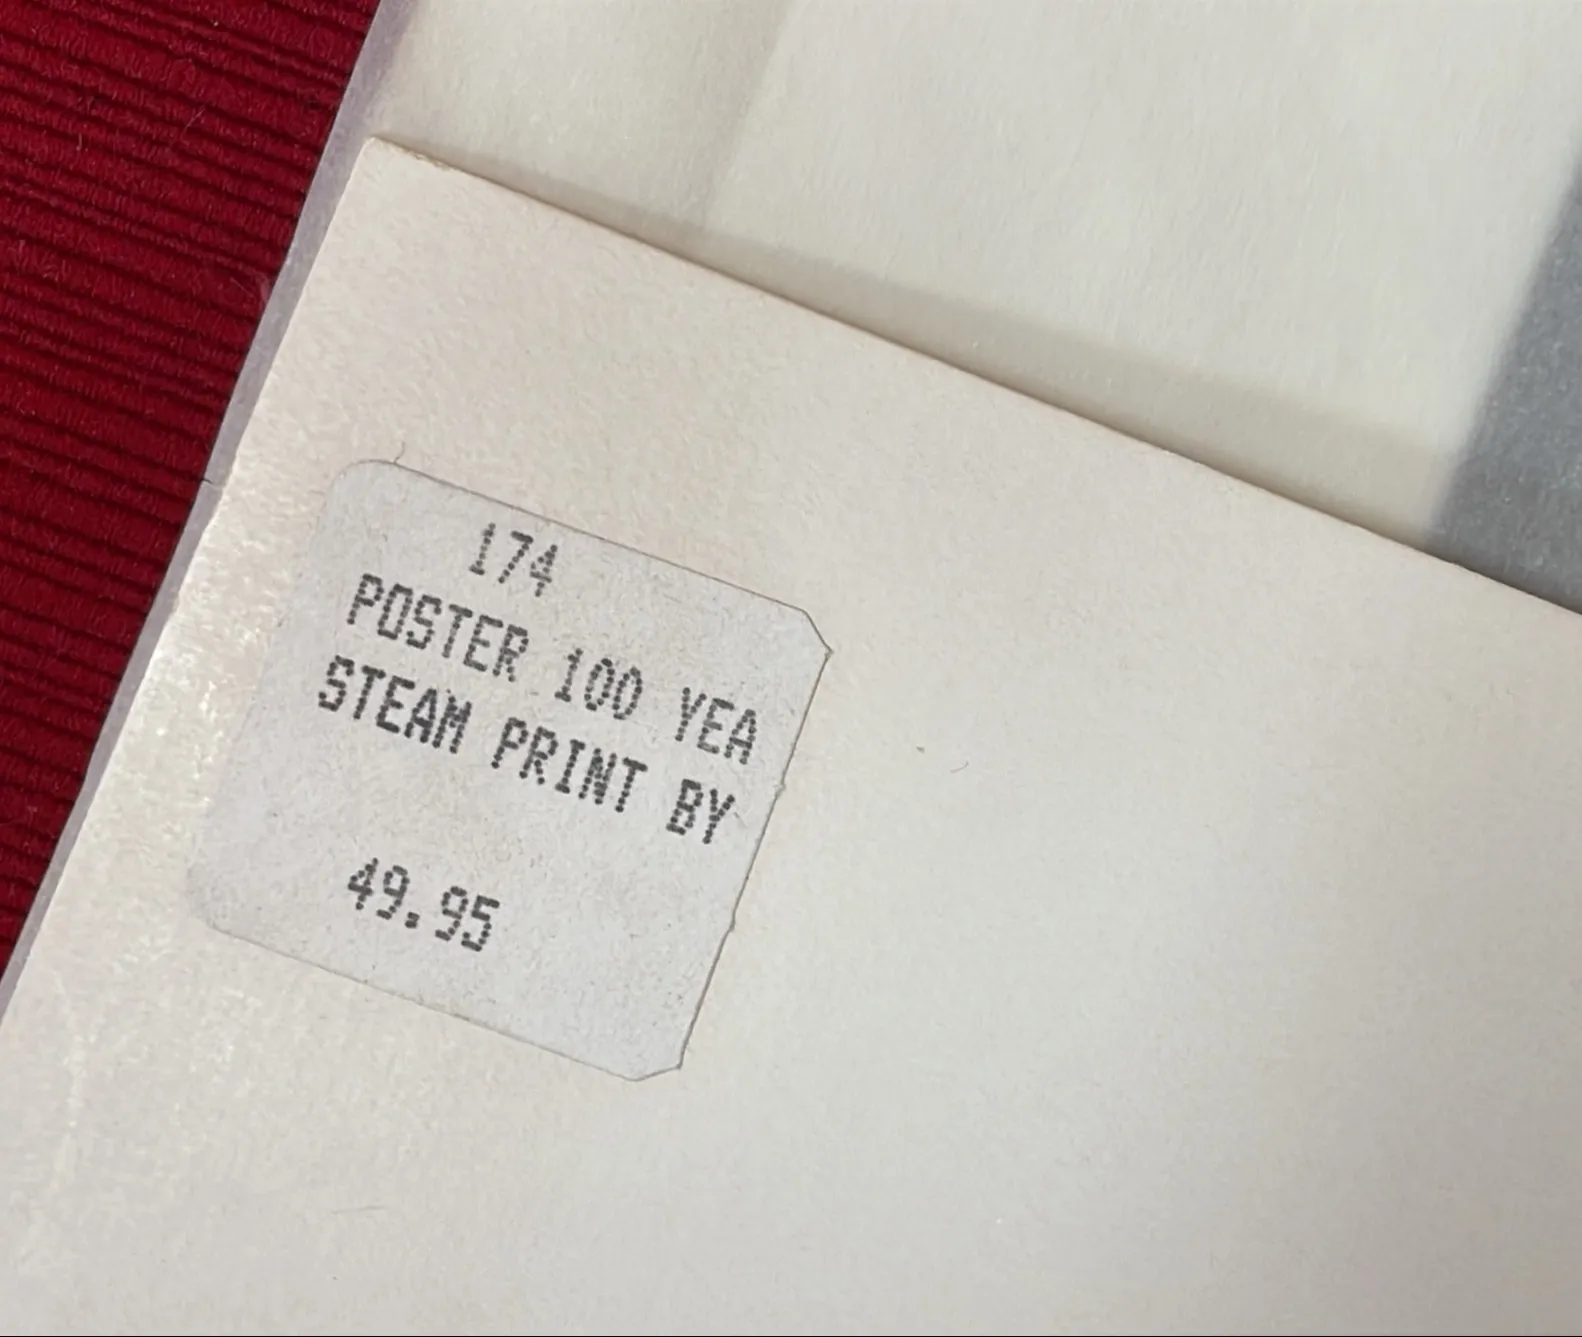 174
POSTER 100 YEA
STEAM PRINT BY
49.95